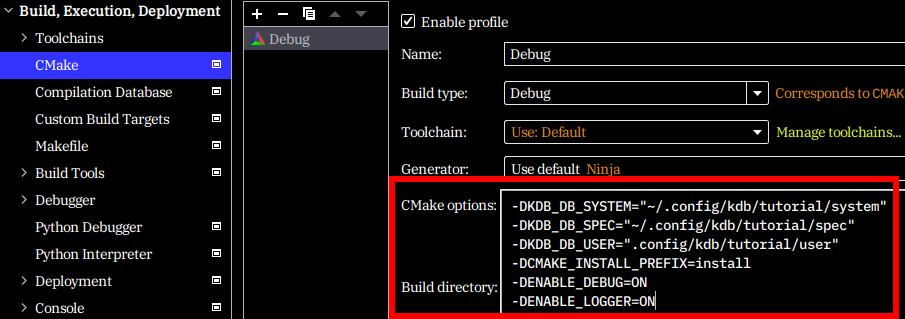 Build, Execution, Deployment
Toolchains
CMake
Compilation Database
Custom Build Targets
Makefile
Build Tools
Debugger
Python Debugger
Python Interpreter
Deployment
Console
Debug
Enable profile
Name: Debug
Build type: Debug Corresponds to CMAK
Toolchain: Use: Default Manage toolchains...
Generator: Use default Ninja
CMake options: -DKDB_DB_SYSTEM="~/.config/kdb/tutorial/system"
-DKDB_DB_SPEC="~/.config/kdb/tutorial/spec"
-DKDB_DB_USER=".config/kdb/tutorial/user"
-DCMAKE_INSTALL_PREFIX=install
-DENABLE_DEBUG=ON
Build directory: -DENABLE_LOGGER=ON